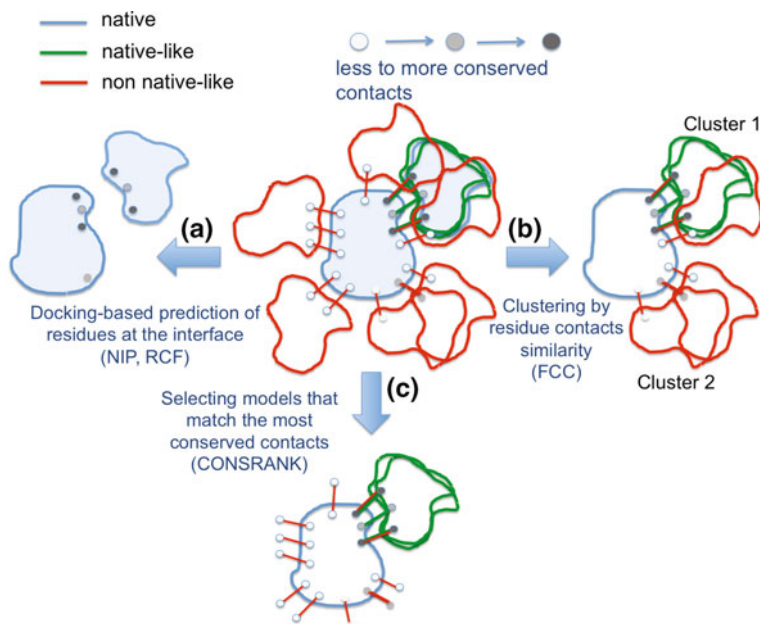 native
native-like
non native-like
less to more conserved
contacts
Cluster 1
(a)
(b)
Docking-based prediction of
residues at the interface
(NIP, RCF)
Clustering by
residue contacts
similarity
(FCC)
Cluster 2
(c)
Selecting models that
match the most
conserved contacts
(CONSRANK)